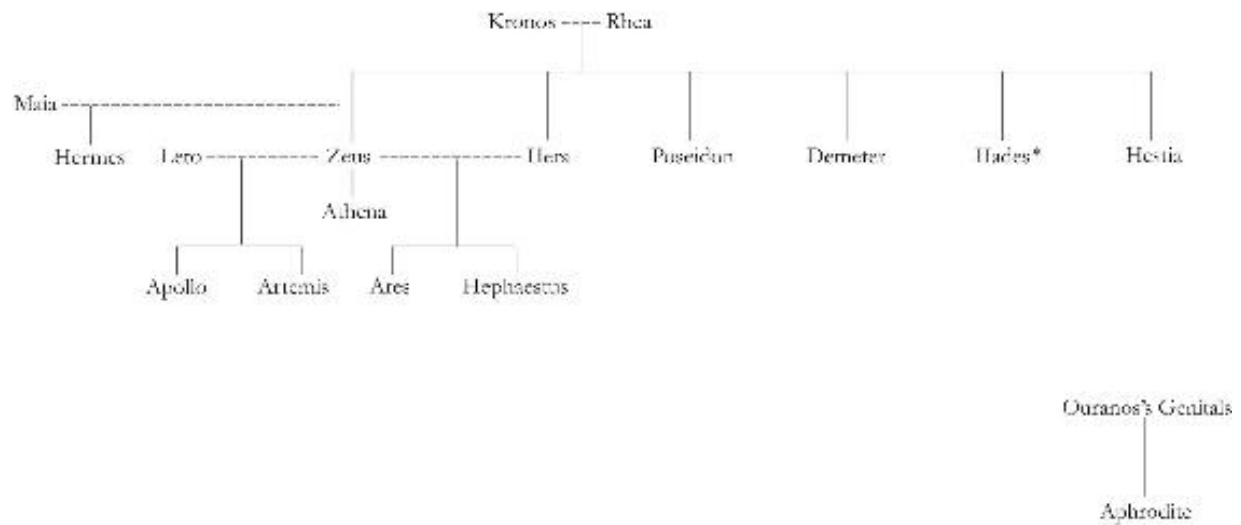 Kronos Rhea
Maia
Hermes Leto Zeus Hera Poseidon Demeter Hades* Hestia
Athena
Apollo Artemis Ares Hephaestus
Ouranos's Genitals
Aphrodite